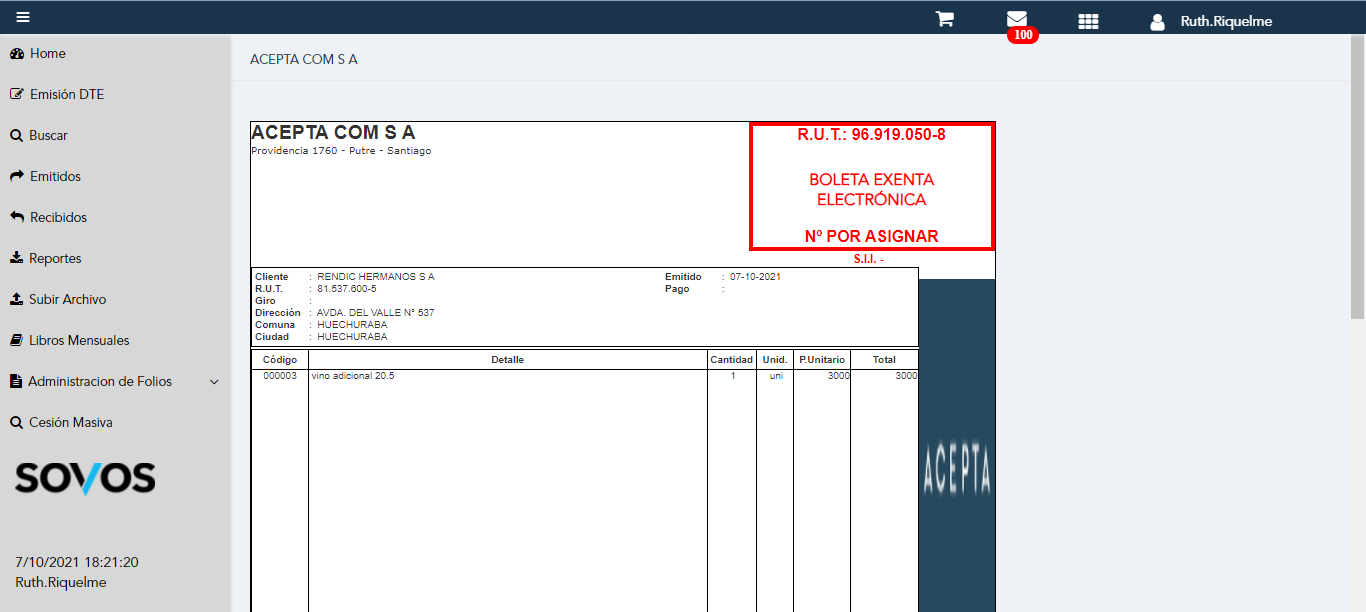 Ruth.Riquelme
100
Home
Emisión DTE
Buscar
Emitidos
Recibidos
Reportes
Subir Archivo
Libros Mensuales
Administracion de Folios
Cesión Masiva
SOVOS
7/10/2021 18:21:20
Ruth.Riquelme
ACEPTA COM S A
ACEPTA COM S A
Providencia 1760 - Putre - Santiago
R.U.T.: 96.919.050-8
BOLETA EXENTA
ELECTRÓNICA
Nº POR ASIGNAR
S.I.I. -
Cliente : RENDIC HERMANOS S A Emitido : 07-10-2021
R.U.T. : 81.537.600-5 Pago :
Giro :
Dirección : AVDA. DEL VALLE N° 537
Comuna : HUECHURABA
Ciudad : HUECHURABA
Código Detalle Cantidad Unid. P.Unitario Total
000003 vino adicional 20.5 1 uni 3000 3000
ACEPTA